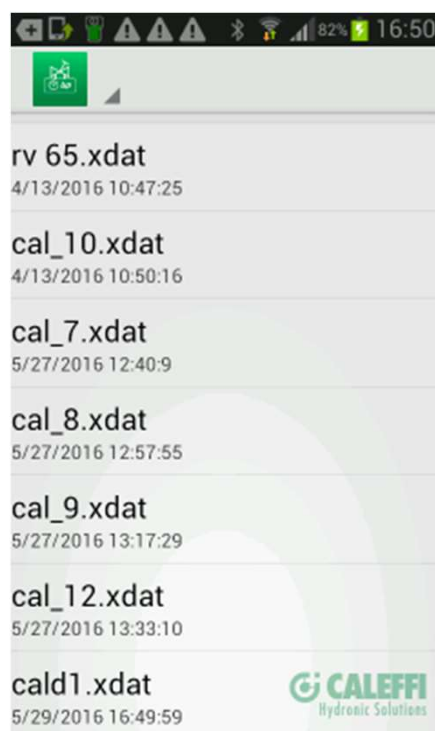 82% 16:50
rv 65.xdat
4/13/2016 10:47:25
cal_10.xdat
4/13/2016 10:50:16
cal_7.xdat
5/27/2016 12:40:9
cal_8.xdat
5/27/2016 12:57:55
cal_9.xdat
5/27/2016 13:17:29
cal_12.xdat
5/27/2016 13:33:10
cald1.xdat
5/29/2016 16:49:59
CALEFFI
Hydronic Solutions